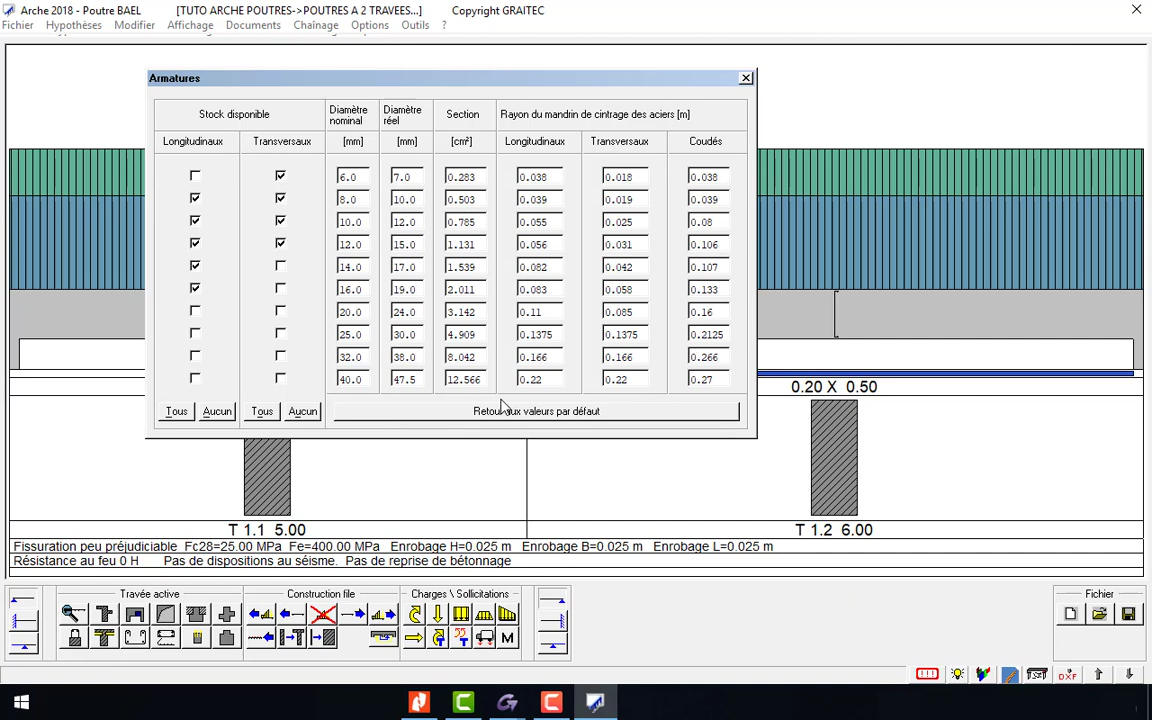 Arche 2018 - Poutre BAEL [TUTO ARCHE POUTRES->POUTRES A 2 TRAVEES...] Copyright GRAITEC
Fichier Hypothèses Modifier Affichage Documents Chaînage Options Outils ?
Armatures
Stock disponible
Diamètre nominal
Diamètre réel
Section
Rayon du mandrin de cintrage des aciers [m]
Longitudinaux Transversaux [mm] [mm] [cm²] Longitudinaux Transversaux Coudés
6.0 7.0 0.283 0.038 0.018 0.038
8.0 10.0 0.503 0.039 0.019 0.039
10.0 12.0 0.785 0.055 0.025 0.08
12.0 15.0 1.131 0.056 0.031 0.106
14.0 17.0 1.539 0.082 0.042 0.107
16.0 19.0 2.011 0.083 0.058 0.133
20.0 24.0 3.142 0.11 0.085 0.16
25.0 30.0 4.909 0.1375 0.1375 0.2125
32.0 38.0 8.042 0.166 0.166 0.266
40.0 47.5 12.566 0.22 0.22 0.27
Tous Aucun Tous Aucun Retour aux valeurs par défaut
0.20 X 0.50
T 1.1 5.00 T 1.2 6.00
Fissuration peu préjudiciable Fc28=25.00 MPa Fe=400.00 MPa Enrobage H=0.025 m Enrobage B=0.025 m Enrobage L=0.025 m
Résistance au feu 0 H Pas de dispositions au séisme. Pas de reprise de bétonnage
Travée active Construction file Charges \ Sollicitations Fichier
M
DXF